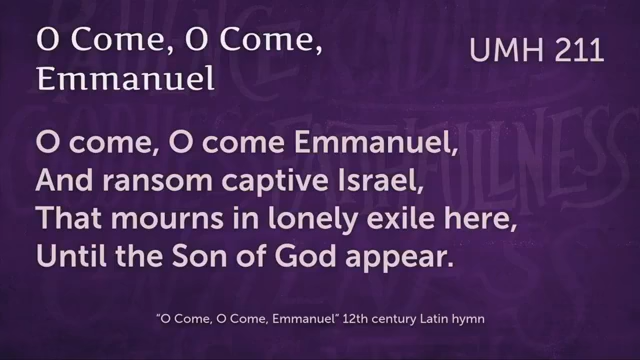 O Come, O Come,
Emmanuel
UMH 211
O come, O come Emmanuel,
And ransom captive Israel,
That mourns in lonely exile here,
Until the Son of God appear.
"O Come, O Come, Emmanuel" 12th century Latin hymn